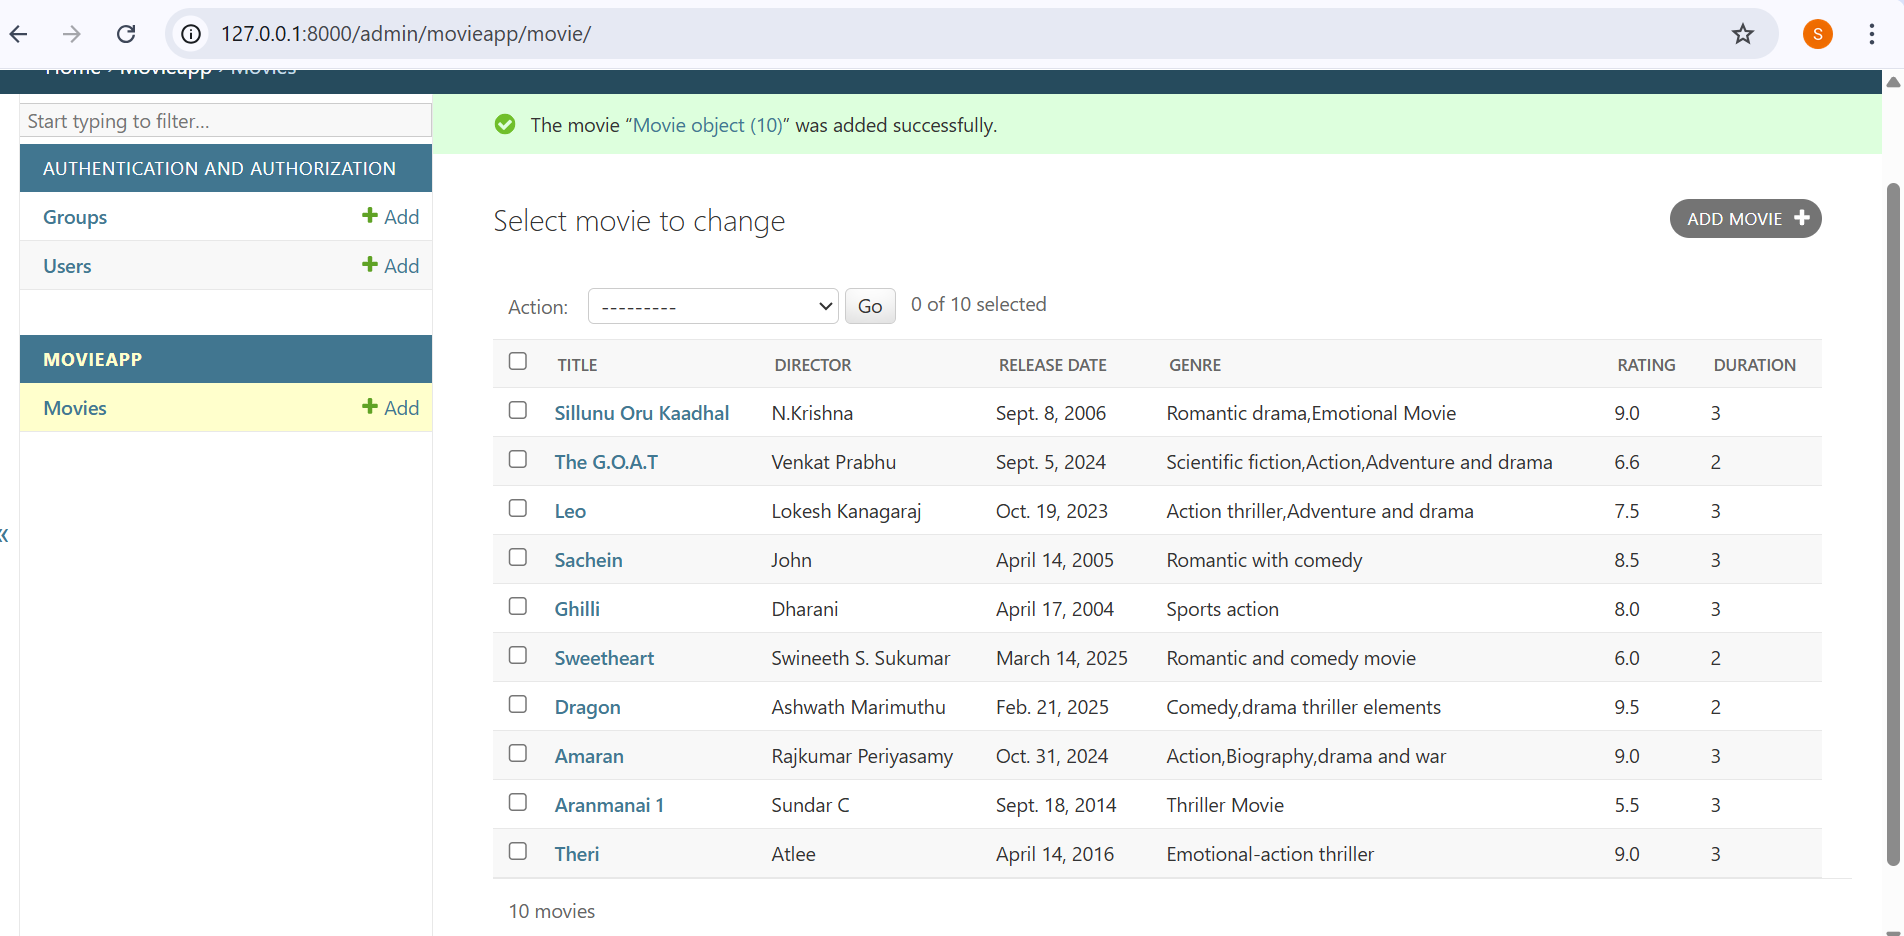 127.0.0.1:8000/admin/movieapp/movie/
S
Home › Movieapp › Movies
Start typing to filter...
AUTHENTICATION AND AUTHORIZATION
Groups + Add
Users + Add
MOVIEAPP
Movies + Add
«
The movie “Movie object (10)” was added successfully.
Select movie to change
ADD MOVIE +
Action: --------- Go 0 of 10 selected
TITLE DIRECTOR RELEASE DATE GENRE RATING DURATION
Sillunu Oru Kaadhal N.Krishna Sept. 8, 2006 Romantic drama,Emotional Movie 9.0 3
The G.O.A.T Venkat Prabhu Sept. 5, 2024 Scientific fiction,Action,Adventure and drama 6.6 2
Leo Lokesh Kanagaraj Oct. 19, 2023 Action thriller,Adventure and drama 7.5 3
Sachein John April 14, 2005 Romantic with comedy 8.5 3
Ghilli Dharani April 17, 2004 Sports action 8.0 3
Sweetheart Swineeth S. Sukumar March 14, 2025 Romantic and comedy movie 6.0 2
Dragon Ashwath Marimuthu Feb. 21, 2025 Comedy,drama thriller elements 9.5 2
Amaran Rajkumar Periyasamy Oct. 31, 2024 Action,Biography,drama and war 9.0 3
Aranmanai 1 Sundar C Sept. 18, 2014 Thriller Movie 5.5 3
Theri Atlee April 14, 2016 Emotional-action thriller 9.0 3
10 movies